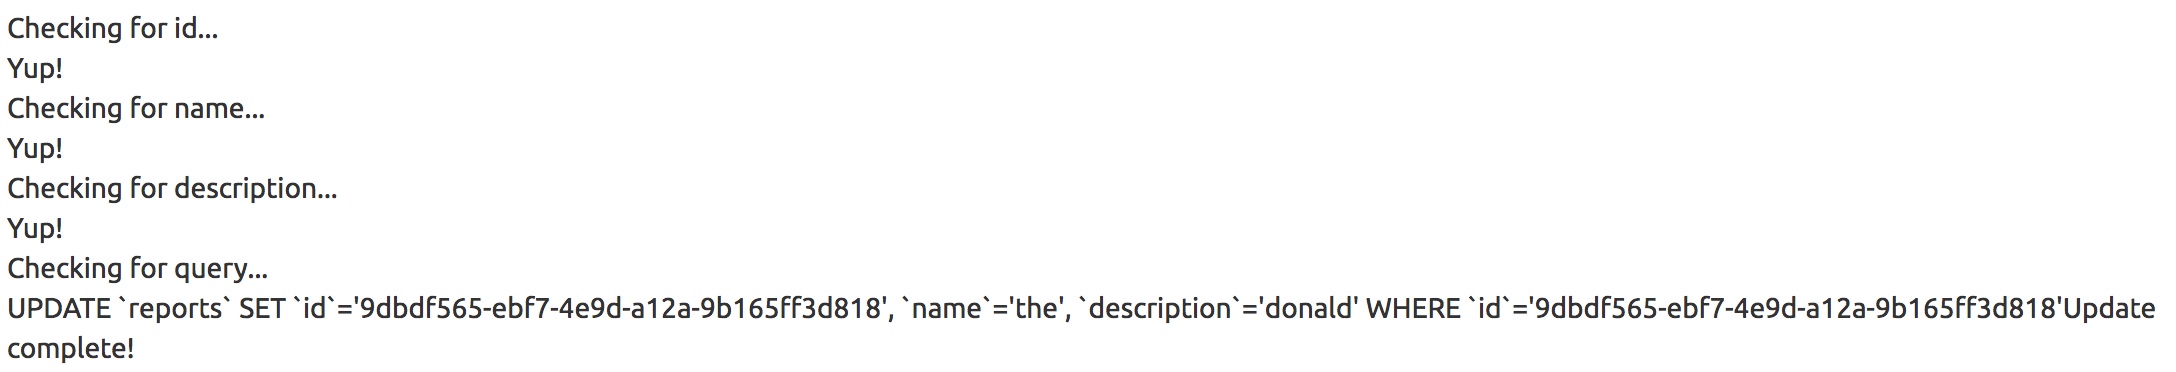 Checking for id...
Yup!
Checking for name...
Yup!
Checking for description...
Yup!
Checking for query...
UPDATE `reports` SET `id`='9dbdf565-ebf7-4e9d-a12a-9b165ff3d818', `name`='the', `description`='donald' WHERE `id`='9dbdf565-ebf7-4e9d-a12a-9b165ff3d818'Update
complete!